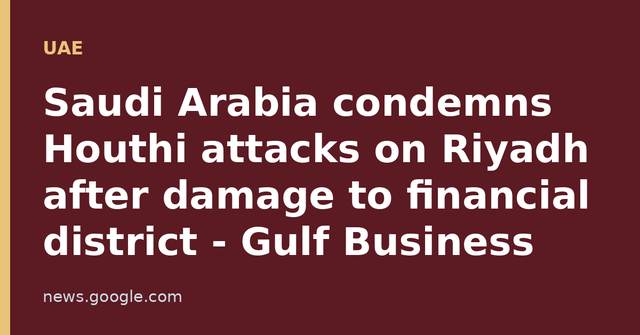 UAE
Saudi Arabia condemns
Houthi attacks on Riyadh
after damage to financial
district - Gulf Business
news.google.com